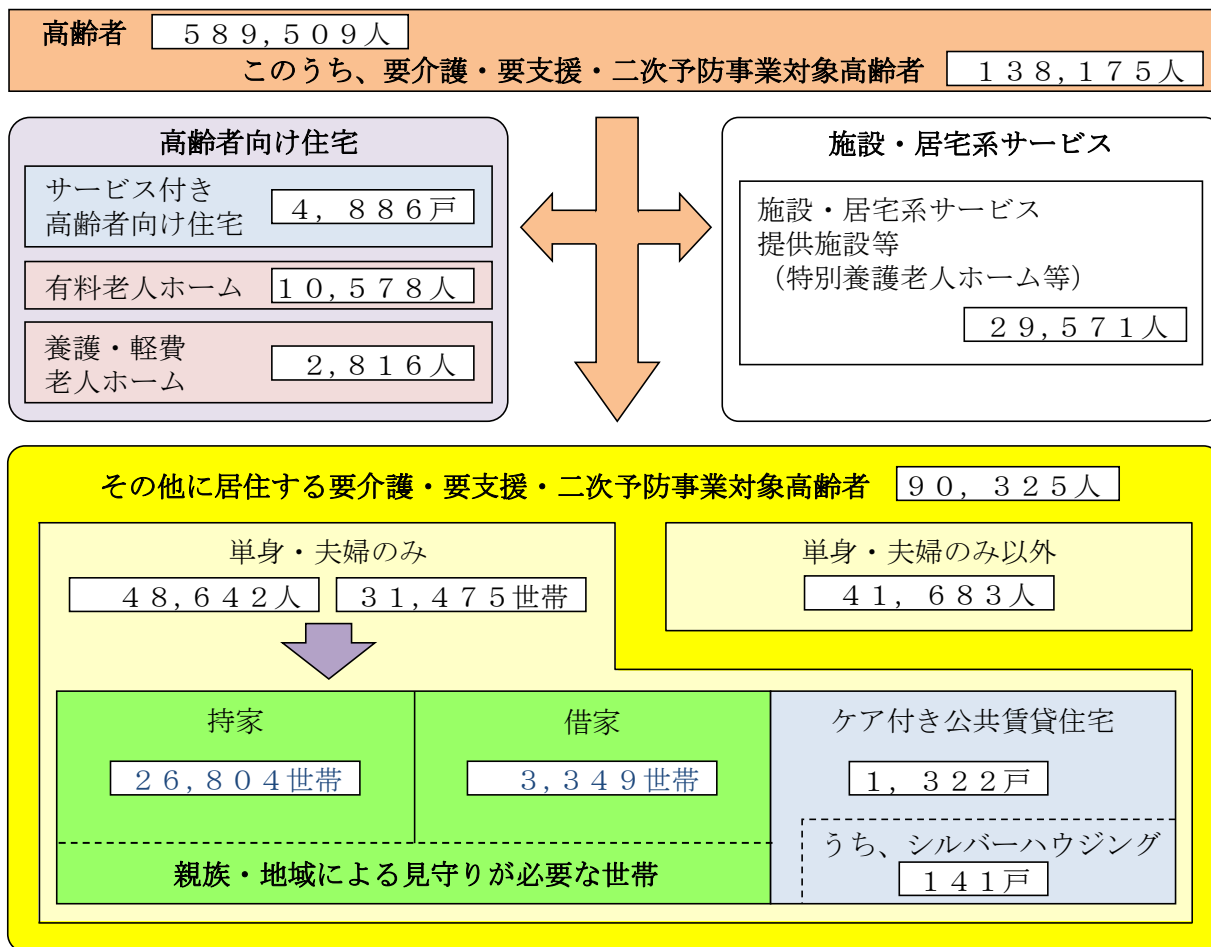 高齢者 ５８９,５０９人
このうち、要介護・要支援・二次予防事業対象高齢者 １３８,１７５人
高齢者向け住宅
サービス付き
高齢者向け住宅 ４,８８６戸
有料老人ホーム １０,５７８人
養護・軽費
老人ホーム ２,８１６人
施設・居宅系サービス
施設・居宅系サービス
提供施設等
（特別養護老人ホーム等）
２９,５７１人
その他に居住する要介護・要支援・二次予防事業対象高齢者 ９０,３２５人
単身・夫婦のみ
４８,６４２人 ３１,４７５世帯
単身・夫婦のみ以外
４１,６８３人
持家
２６,８０４世帯
借家
３,３４９世帯
親族・地域による見守りが必要な世帯
ケア付き公共賃貸住宅
１,３２２戸
うち、シルバーハウジング
１４１戸